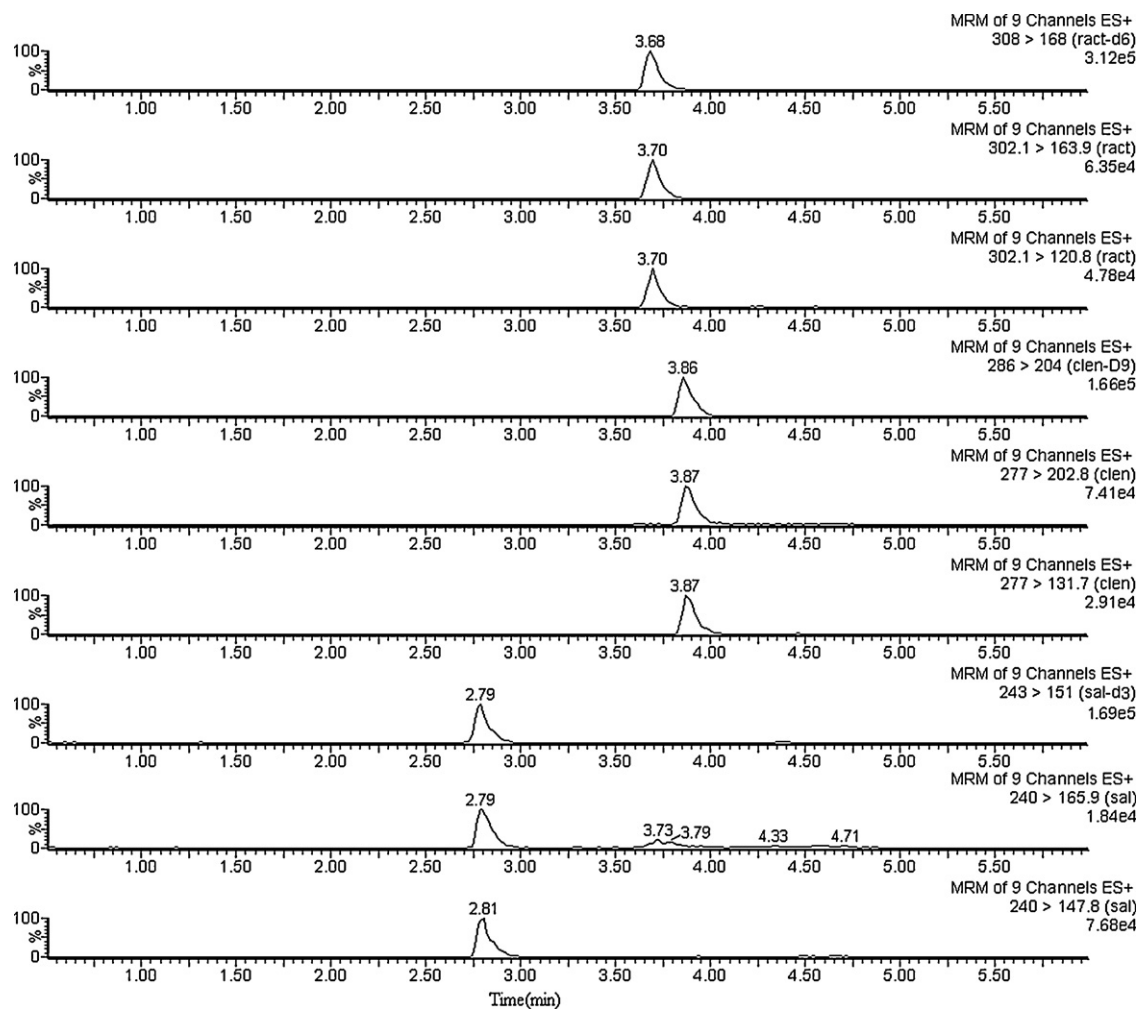 MRM of 9 Channels ES+
3.68
308 > 168 (ract-d6)
100
3.12e5
%
0
1.00 1.50 2.00 2.50 3.00 3.50 4.00 4.50 5.00 5.50
MRM of 9 Channels ES+
3.70
302.1 > 163.9 (ract)
100
6.35e4
%
0
1.00 1.50 2.00 2.50 3.00 3.50 4.00 4.50 5.00 5.50
MRM of 9 Channels ES+
3.70
302.1 > 120.8 (ract)
100
4.78e4
%
0
1.00 1.50 2.00 2.50 3.00 3.50 4.00 4.50 5.00 5.50
MRM of 9 Channels ES+
3.86
286 > 204 (clen-D9)
100
1.66e5
%
0
1.00 1.50 2.00 2.50 3.00 3.50 4.00 4.50 5.00 5.50
MRM of 9 Channels ES+
3.87
277 > 202.8 (clen)
100
7.41e4
%
0
1.00 1.50 2.00 2.50 3.00 3.50 4.00 4.50 5.00 5.50
MRM of 9 Channels ES+
3.87
277 > 131.7 (clen)
100
2.91e4
%
0
1.00 1.50 2.00 2.50 3.00 3.50 4.00 4.50 5.00 5.50
MRM of 9 Channels ES+
2.79
243 > 151 (sal-d3)
100
1.69e5
%
0
1.00 1.50 2.00 2.50 3.00 3.50 4.00 4.50 5.00 5.50
MRM of 9 Channels ES+
2.79
240 > 165.9 (sal)
100
1.84e4
3.73 3.79 4.33 4.71
%
0
1.00 1.50 2.00 2.50 3.00 3.50 4.00 4.50 5.00 5.50
MRM of 9 Channels ES+
2.81
240 > 147.8 (sal)
100
7.68e4
%
0
1.00 1.50 2.00 2.50 3.00 3.50 4.00 4.50 5.00 5.50
Time(min)